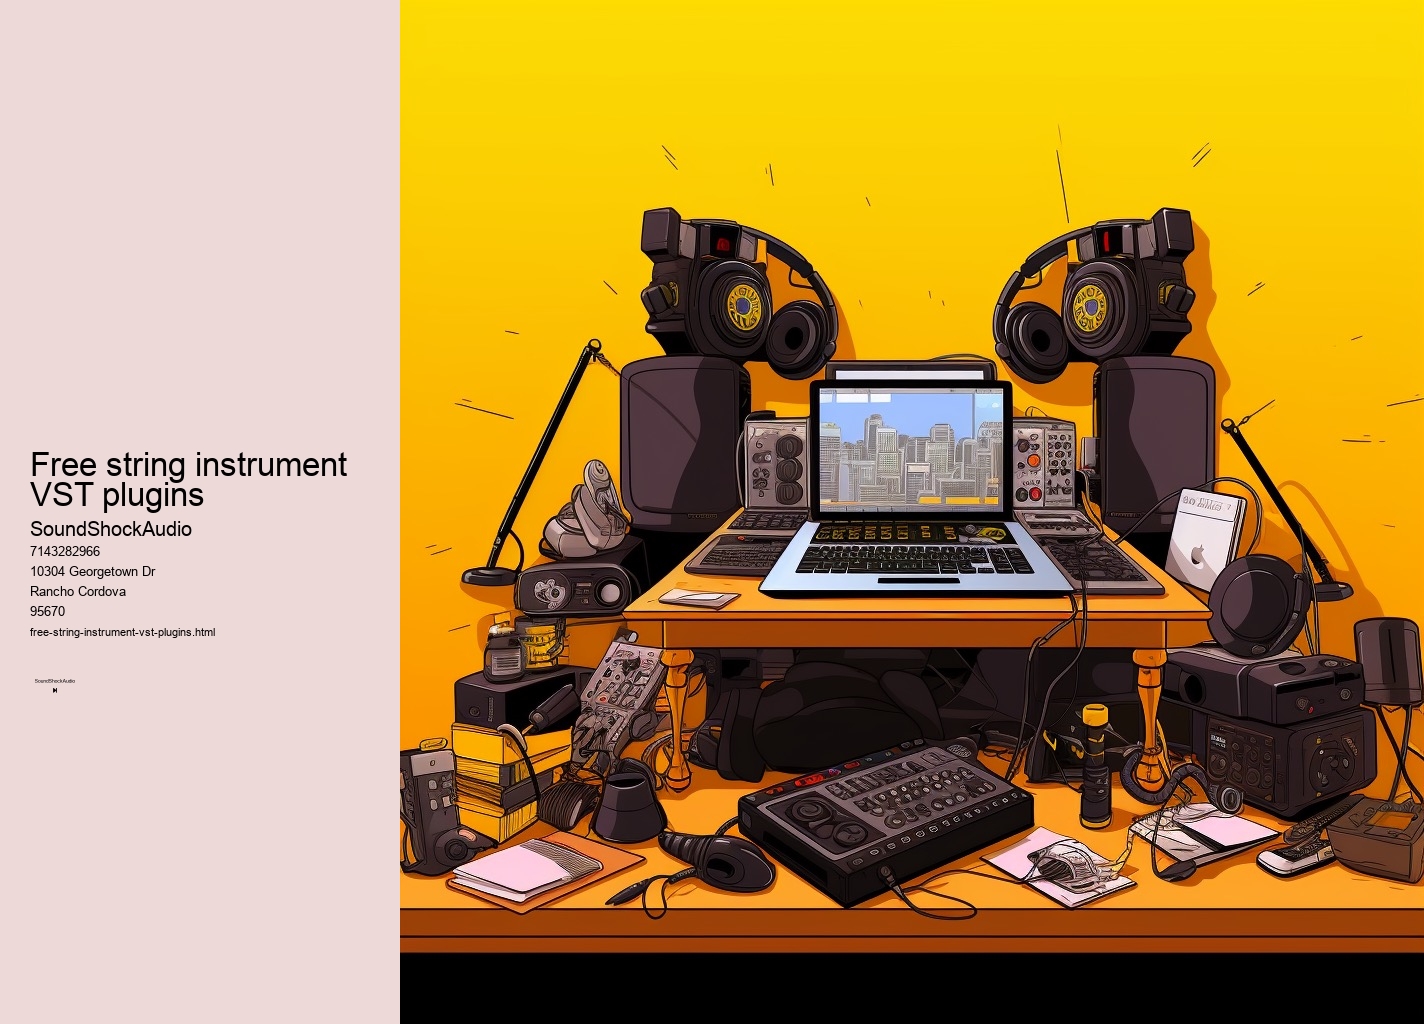 Free string instrument
VST plugins
SoundShockAudio
7143282966
10304 Georgetown Dr
Rancho Cordova
95670
free-string-instrument-vst-plugins.html
SoundShockAudio